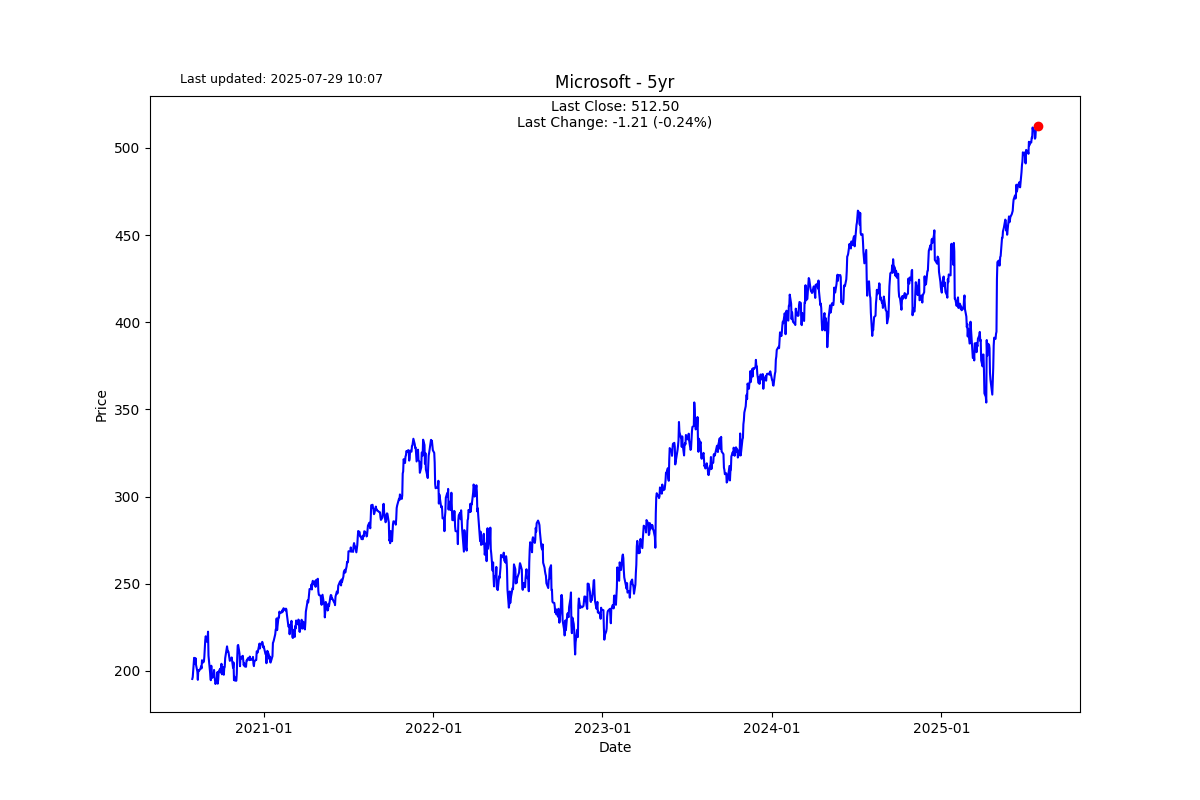 Last updated: 2025-07-29 10:07
Microsoft - 5yr
Last Close: 512.50
Last Change: -1.21 (-0.24%)
500
450
400
350
300
250
200
Price
2021-01
2022-01
2023-01
2024-01
2025-01
Date